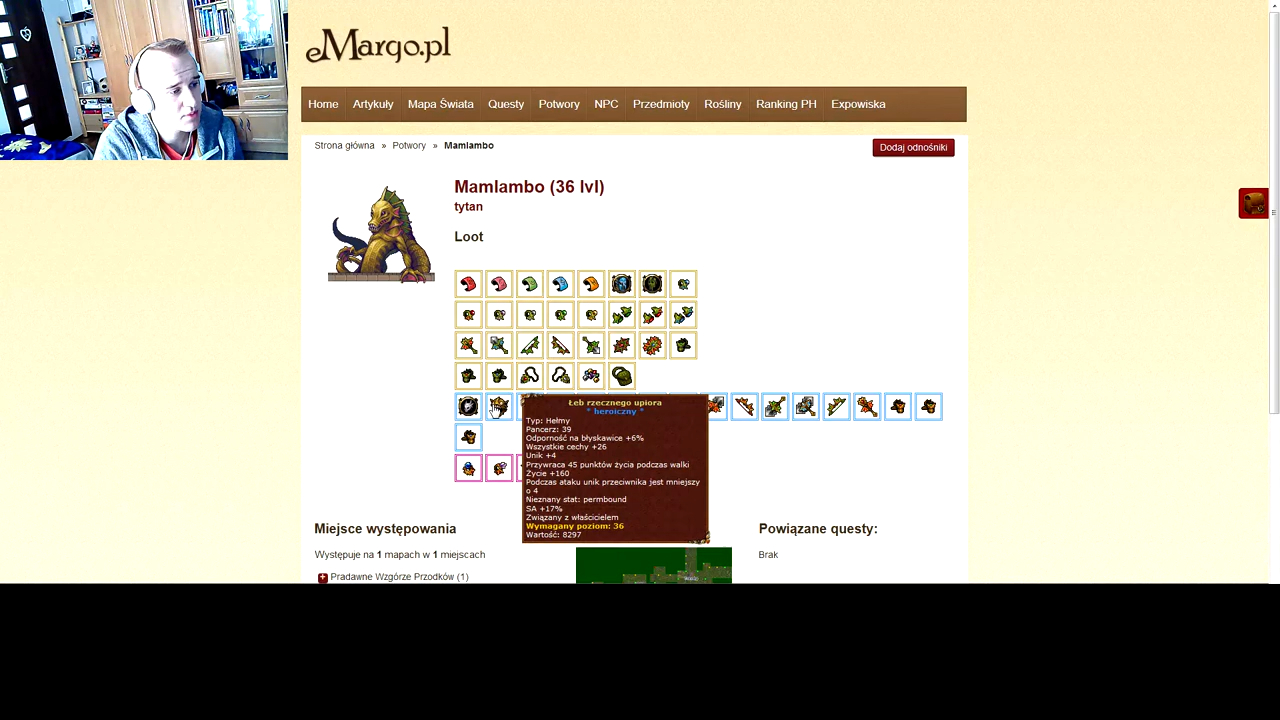 eMargo.pl
Home Artykuły Mapa Świata Questy Potwory NPC Przedmioty Rośliny Ranking PH Expowiska
Strona główna » Potwory » Mamlambo
Dodaj odnośniki
Mamlambo (36 lvl)
tytan
Loot
Łeb rzecznego upiora
* heroiczny *
Typ: Hełmy
Pancerz: 39
Odporność na błyskawice +6%
Wszystkie cechy +26
Unik +4
Przywraca 45 punktów życia podczas walki
Życie +160
Podczas ataku unik przeciwnika jest mniejszy
o 4
Nieznany stat: permbound
SA +17%
Związany z właścicielem
Wymagany poziom: 36
Wartość: 8297
Miejsce występowania
Powiązane questy:
Występuje na 1 mapach w 1 miejscach
Brak
Pradawne Wzgórze Przodków (1)